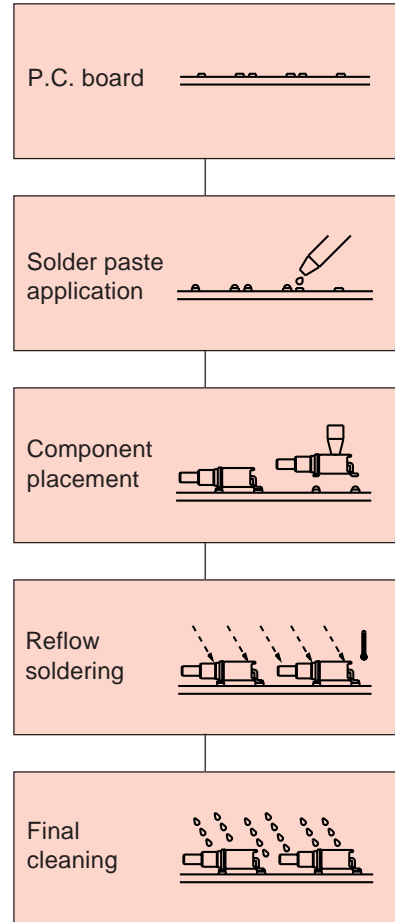 P.C. board
Solder paste
application
Component
placement
Reflow
soldering
Final
cleaning